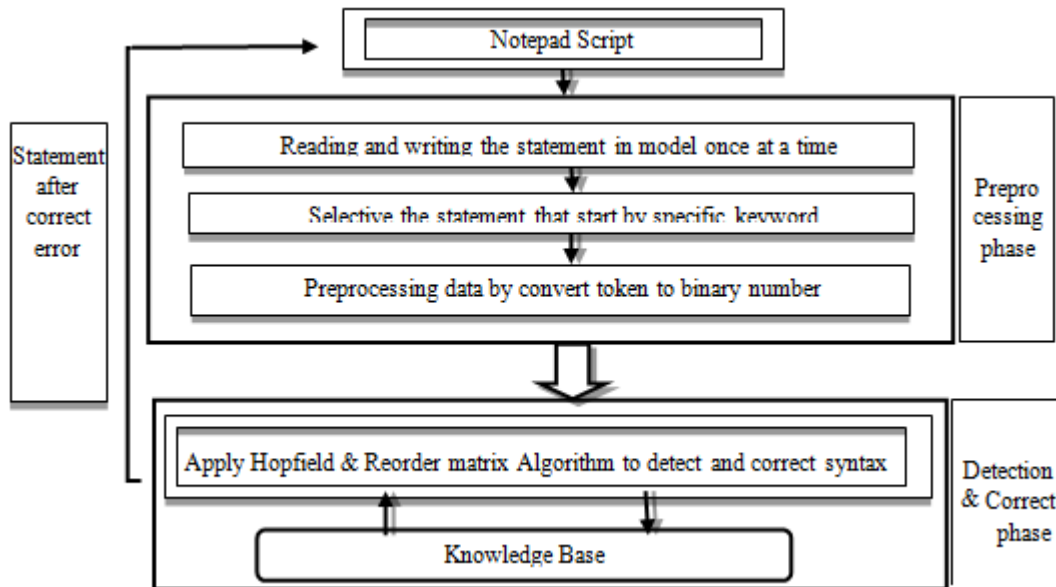 Notepad Script
Statement
after
correct
error
Reading and writing the statement in model once at a time
Selective the statement that start by specific keyword
Preprocessing data by convert token to binary number
Prepro
cessing
phase
Apply Hopfield & Reorder matrix Algorithm to detect and correct syntax
Knowledge Base
Detection
& Correct
phase